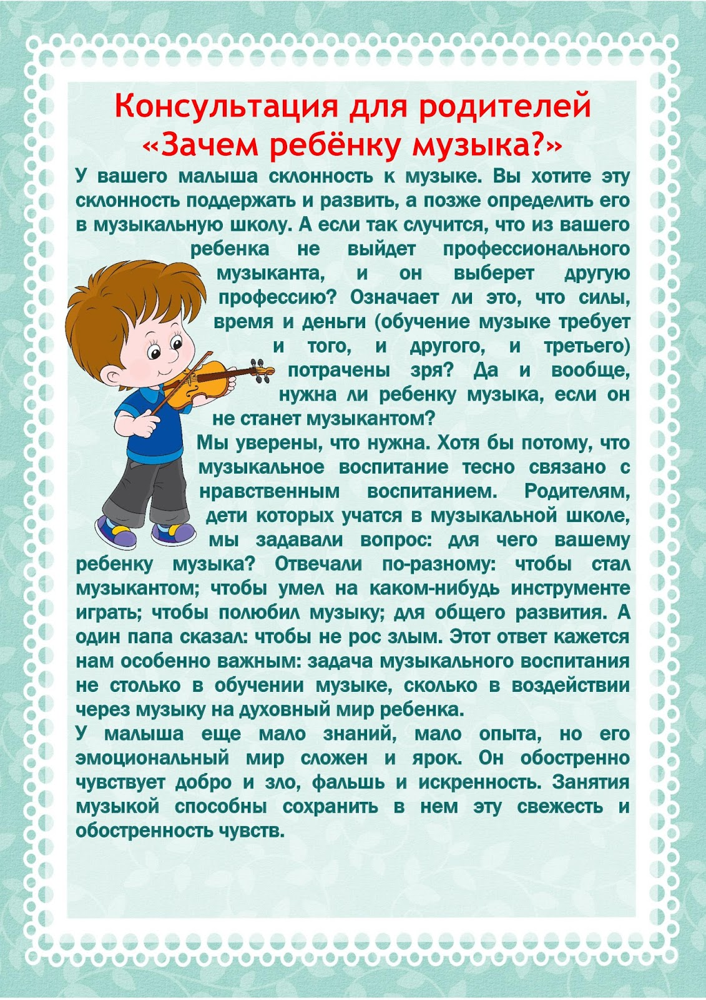 Консультация для родителей
«Зачем ребёнку музыка?»
У вашего малыша склонность к музыке. Вы хотите эту
склонность поддержать и развить, а позже определить его
в музыкальную школу. А если так случится, что из вашего
ребенка не выйдет профессионального
музыканта, и он выберет другую
профессию? Означает ли это, что силы,
время и деньги (обучение музыке требует
и того, и другого, и третьего)
потрачены зря? Да и вообще,
нужна ли ребенку музыка, если он
не станет музыкантом?
Мы уверены, что нужна. Хотя бы потому, что
музыкальное воспитание тесно связано с
нравственным воспитанием. Родителям,
дети которых учатся в музыкальной школе,
мы задавали вопрос: для чего вашему
ребенку музыка? Отвечали по-разному: чтобы стал
музыкантом; чтобы умел на каком-нибудь инструменте
играть; чтобы полюбил музыку; для общего развития. А
один папа сказал: чтобы не рос злым. Этот ответ кажется
нам особенно важным: задача музыкального воспитания
не столько в обучении музыке, сколько в воздействии
через музыку на духовный мир ребенка.
У малыша еще мало знаний, мало опыта, но его
эмоциональный мир сложен и ярок. Он обостренно
чувствует добро и зло, фальшь и искренность. Занятия
музыкой способны сохранить в нем эту свежесть и
обостренность чувств.